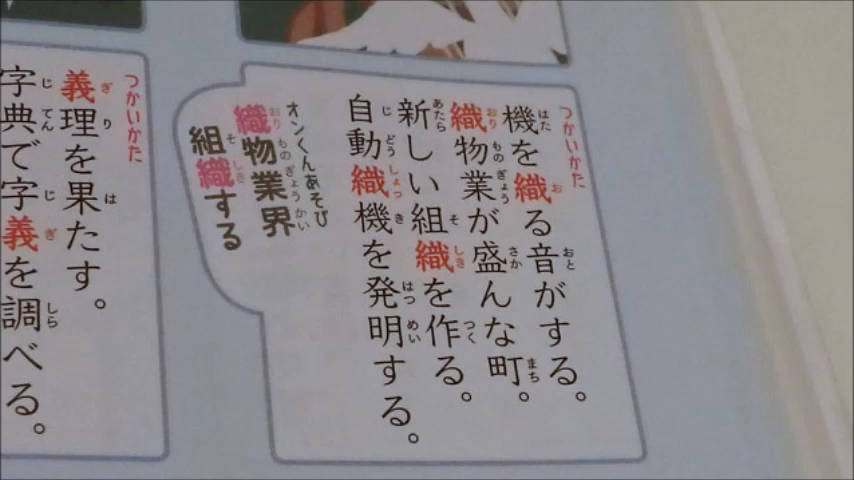 つかいかた
機を織る音がする。
織物業が盛んな町。
新しい組織を作る。
自動織機を発明する。
オンくんあそび
織物業界
組織する
つかいかた
義理を果たす。
字典で字義を調べる。